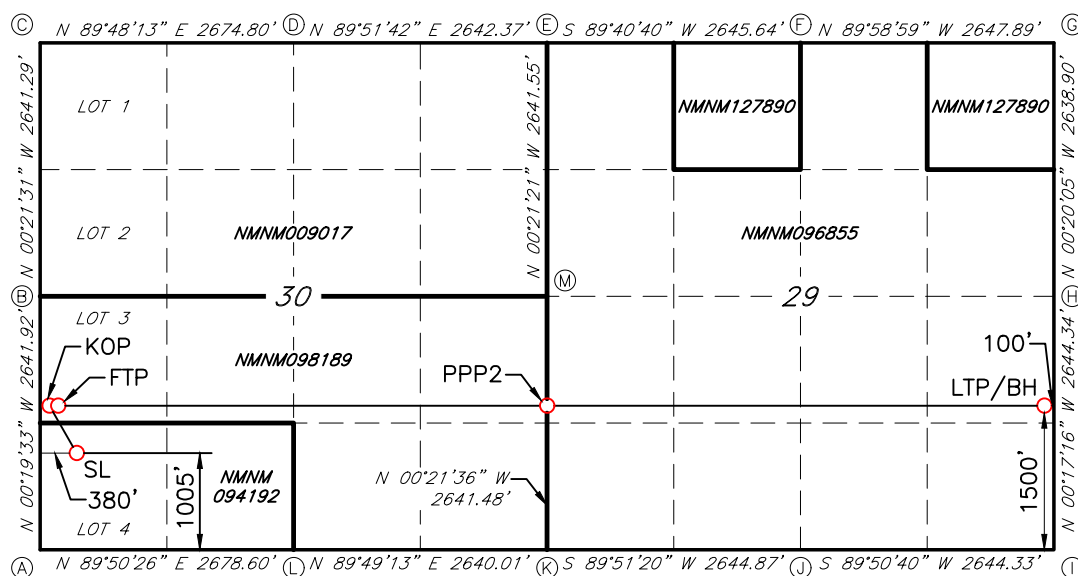 C N 89°48'13" E 2674.80' D N 89°51'42" E 2642.37' E S 89°40'40" W 2645.64' F N 89°58'59" W 2647.89' G
N 00°21'31" W 2641.29'
LOT 1
N 00°21'21" W 2641.55'
NMNM127890
NMNM127890
N 00°20'05" W 2638.90'
LOT 2
NMNM009017
NMNM096855
B
30
M
29
H
N 00°19'33" W 2641.92'
LOT 3
KOP
FTP
NMNM098189
PPP2
100'
LTP/BH
N 00°17'16" W 2644.34'
SL
380'
1005'
NMNM
094192
N 00°21'36" W
2641.48'
1500'
LOT 4
A N 89°50'26" E 2678.60' L N 89°49'13" E 2640.01' K S 89°51'20" W 2644.87' J N 89°50'40" W 2644.33' I